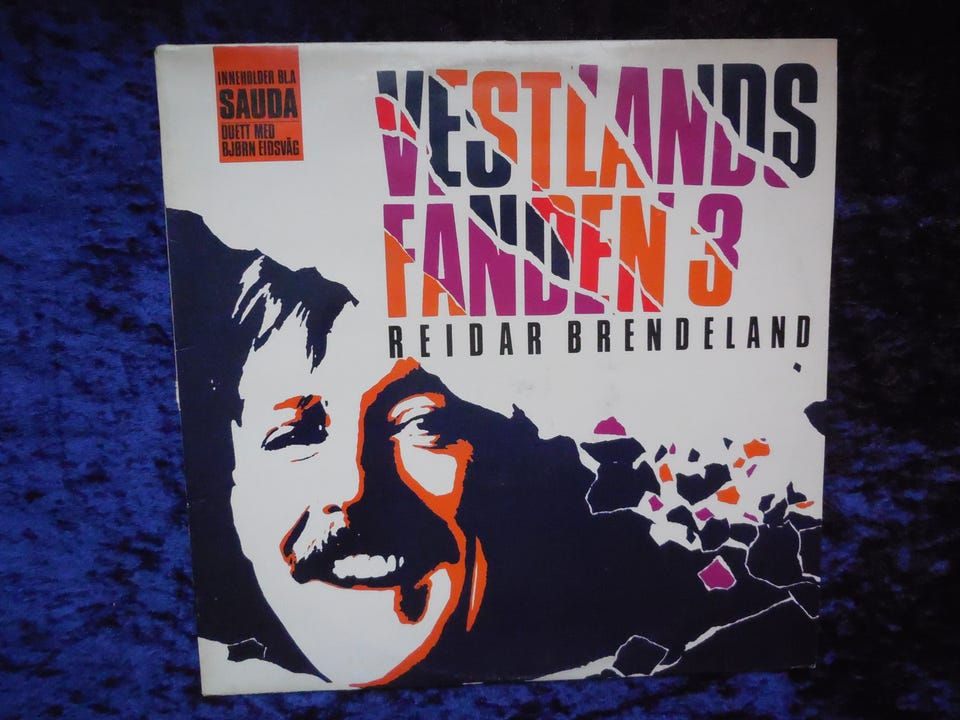 INNEHOLDER BLA
SAUDA
DUETT MED
BJØRN EIDSVÅG
VESTLANDS
FANDEN 3
REIDAR BRENDELAND